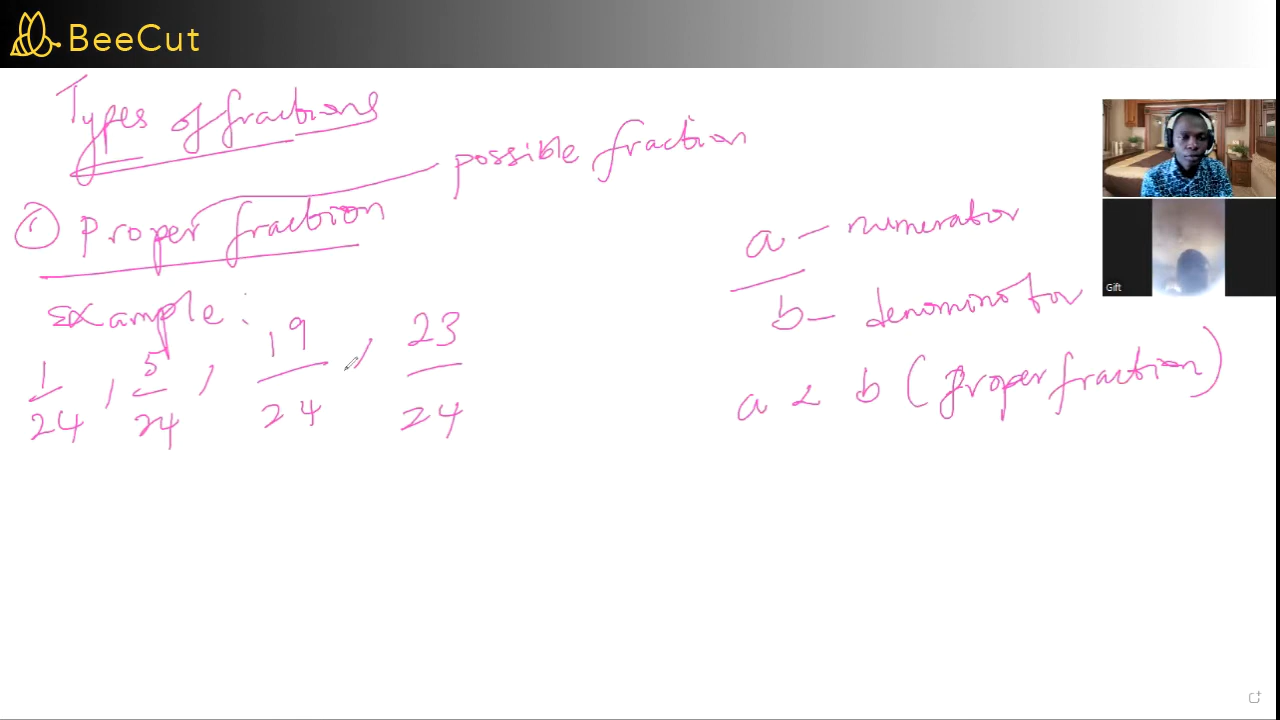 BeeCut
Types of fractions
possible fraction
① Proper fraction
Example :
1/24 , 5/24 , 19/24 , 23/24
a – numerator
b – denominator
a < b (Proper fraction)
Gift